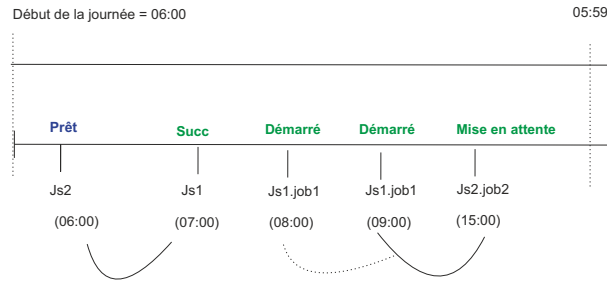 Début de la journée = 06:00 05:59
Prêt Succ Démarré Démarré Mise en attente
Js2 Js1 Js1.job1 Js1.job1 Js2.job2
(06:00) (07:00) (08:00) (09:00) (15:00)